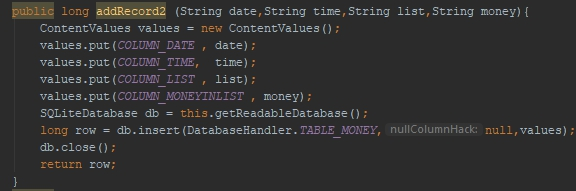 public long addRecord2 (String date,String time,String list,String money){
ContentValues values = new ContentValues();
values.put(COLUMN_DATE , date);
values.put(COLUMN_TIME, time);
values.put(COLUMN_LIST , list);
values.put(COLUMN_MONEYINLIST , money);
SQLiteDatabase db = this.getReadableDatabase();
long row = db.insert(DatabaseHandler.TABLE_MONEY, nullColumnHack: null,values);
db.close();
return row;
}